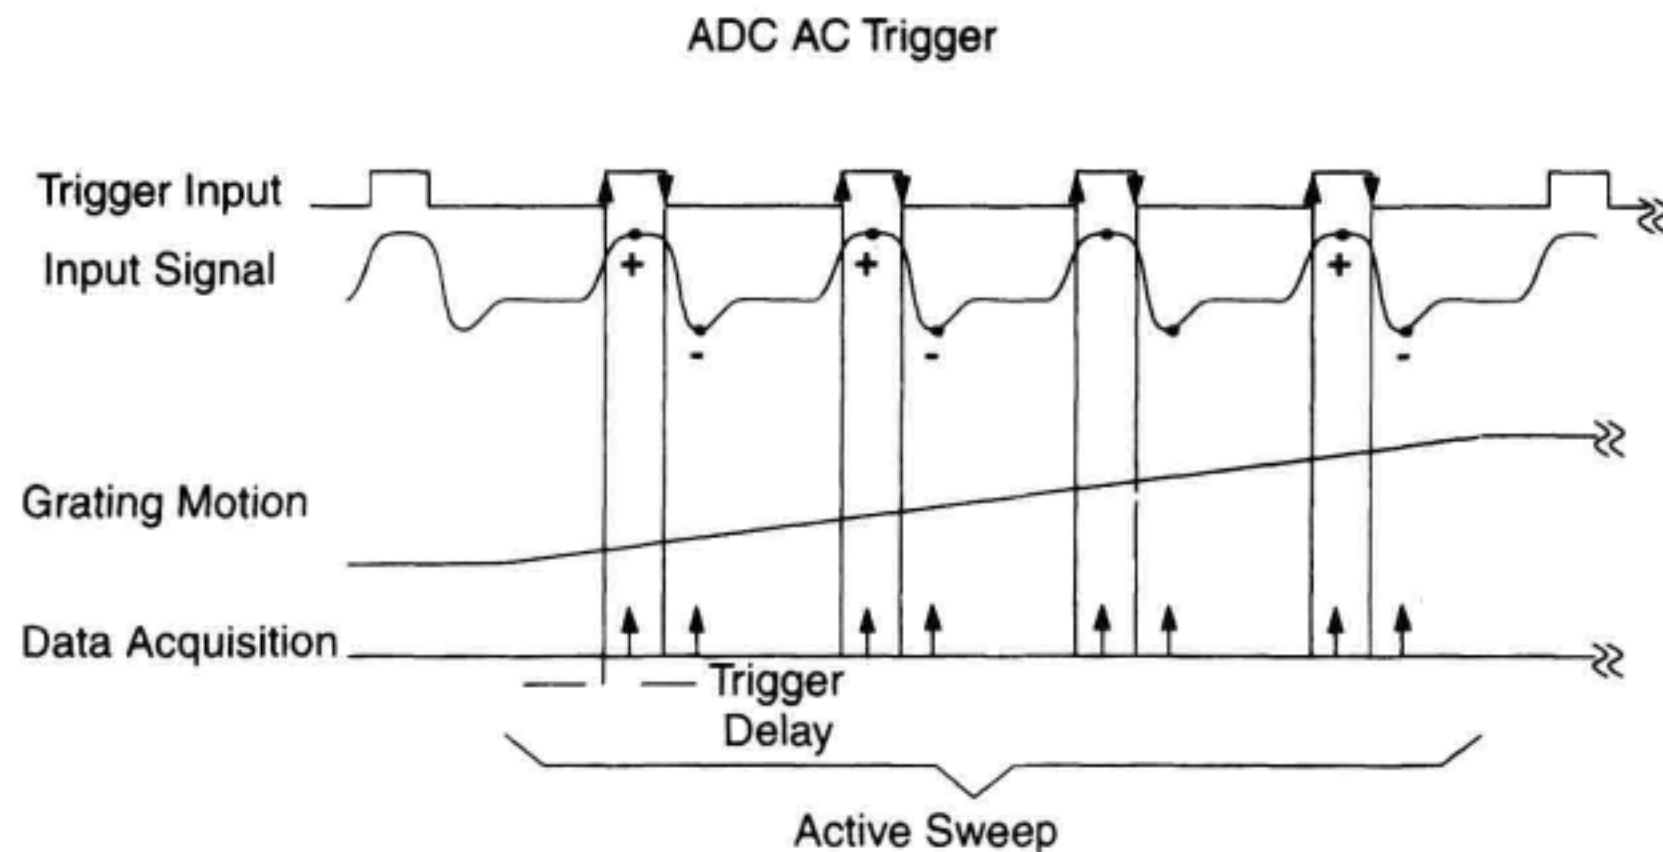 ADC AC Trigger
Trigger Input
Input Signal
+ + +
- - -
Grating Motion
Data Acquisition
Trigger
Delay
Active Sweep